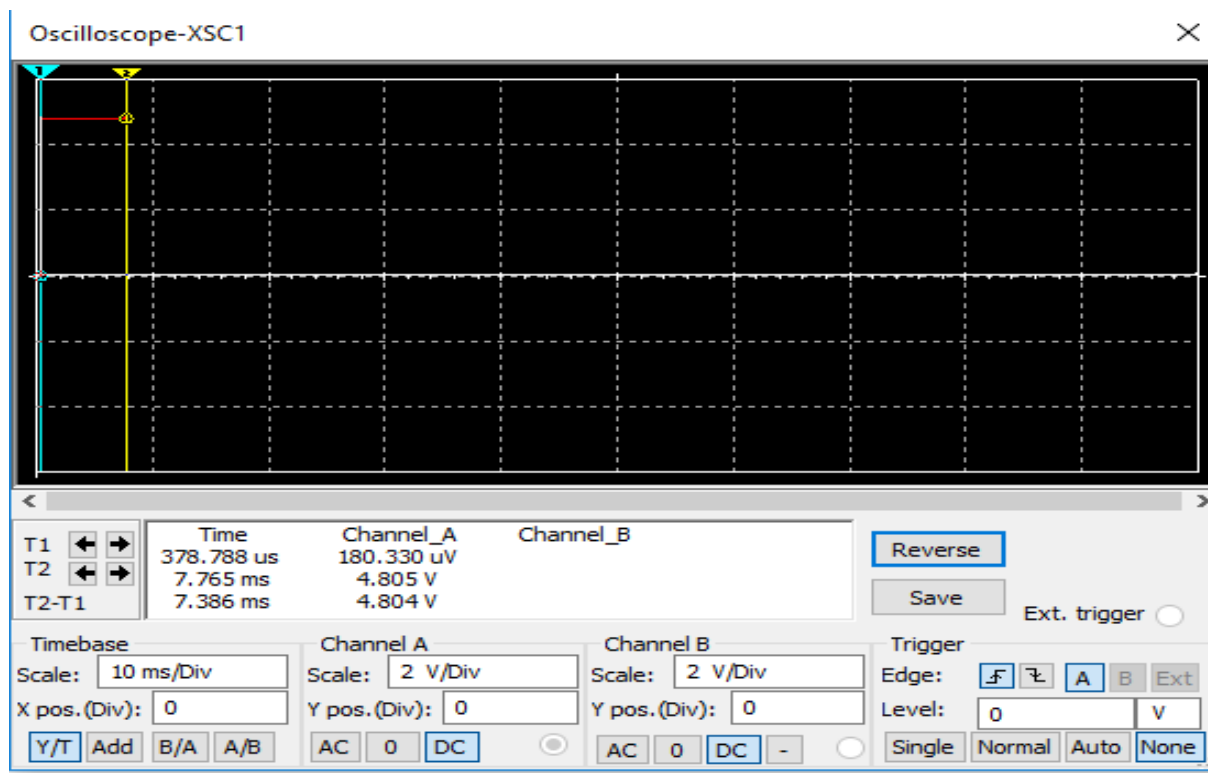 Oscilloscope-XSC1
1 2
Time Channel_A Channel_B
T1 378.788 us 180.330 uV
T2 7.765 ms 4.805 V
T2-T1 7.386 ms 4.804 V
Reverse
Save
Ext. trigger
Timebase
Scale: 10 ms/Div
X pos.(Div): 0
Y/T Add B/A A/B
Channel A
Scale: 2 V/Div
Y pos.(Div): 0
AC 0 DC
Channel B
Scale: 2 V/Div
Y pos.(Div): 0
AC 0 DC -
Trigger
Edge: A B Ext
Level: 0 V
Single Normal Auto None